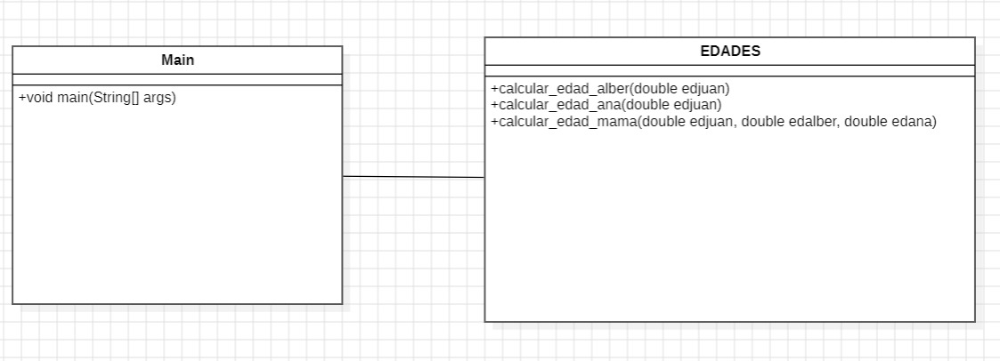 Main
+void main(String[] args)
EDADES
+calcular_edad_alber(double edjuan)
+calcular_edad_ana(double edjuan)
+calcular_edad_mama(double edjuan, double edalber, double edana)